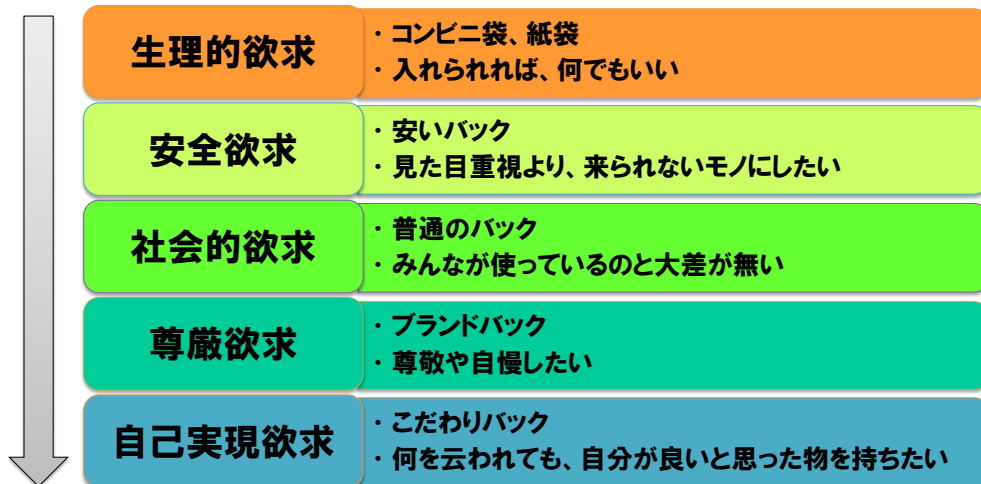 生理的欲求
・コンビニ袋、紙袋
・入れられれば、何でもいい
安全欲求
・安いバック
・見た目重視より、来られないモノにしたい
社会的欲求
・普通のバック
・みんなが使っているのと大差が無い
尊厳欲求
・ブランドバック
・尊敬や自慢したい
自己実現欲求
・こだわりバック
・何を云われても、自分が良いと思った物を持ちたい